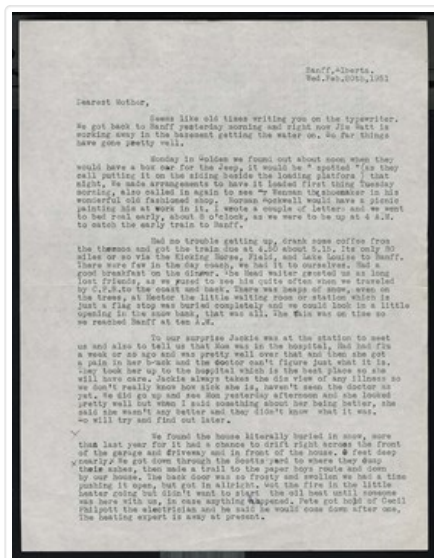 Banff, Alberta.
Wed. Feb. 20th, 1951
Dearest Mother,
Seems like old times writing you on the typewriter.
We got back to Banff yesterday morning and right now Jim Watt is
working away in the basement getting the water on. So far things
have gone pretty well.
Monday in Golden we found out about noon when they
would have a box car for the Jeep, it would be " spotted "(as they
call putting it on the siding beside the loading platform ) that
night. We made arrangements to have it loaded first thing Tuesday
morning, also called in again to see Mr Wenman the shoemaker in his
wonderful old fashioned shop. Norman Rockwell would have a picnic
painting him at work in it. I wrote a couple of letters and we went
to bed real early, about 8 o'clock, as we were to be up at 4 A.M.
to catch the early train to Banff.
Had no trouble getting up, drank some coffee from
the thermos and got the train due at 4.50 about 5.15. Its only 80
miles or so via the Kicking Horse, Field, and Lake Louise to Banff.
There were few in the day coach, we had it to ourselves. Had a
good breakfast on the dinner, the Head waiter greeted us as long
lost friends, as we used to see him quite often when we traveled
by C.P.R. to the coast and back. There was heaps of snow, even on
the trees, at Hector the little waiting room or station which is
just a flag stop was buried completely and we could look in a little
opening in the snow bank, that was all. The train was on time so
we reached Banff at ten A.M.
To our surprise Jackie was at the station to meet
us and also to tell us that Mom was in the hospital. Had had flu
a week or so ago and was pretty well over that and then she got
a pain in her back and the doctor can't figure just what it is.
They took her up to the hospital which is the best place so she
will have care. Jackie always takes the dim view of any illness so
we don't really know how sick she is, haven't seen the doctor as
yet. We did go up and see Mom yesterday afternoon and she looked
pretty well but when I said something about her being better, she
said she wasn't any better and they didn't know what it was.
So will try and find out later.
We found the house literally buried in snow, more
than last year for it had a chance to drift right across the front
of the garage and driveway and in front of the house. 5 feet deep
nearly. We got down through the Scotts yard to where they dump
their ashes, then made a trail to the paper boys route and down
by our house. The back door was so frosty and swollen we had a time
pushing it open, but got in allright. Lit the fire in the little
heater going but didn't want to start the oil heat until someone
was here with us, in case anything happened. Pete got hold of Cecil
Philpott the electrician and he said he would come down after one.
The heating expert is away at present.